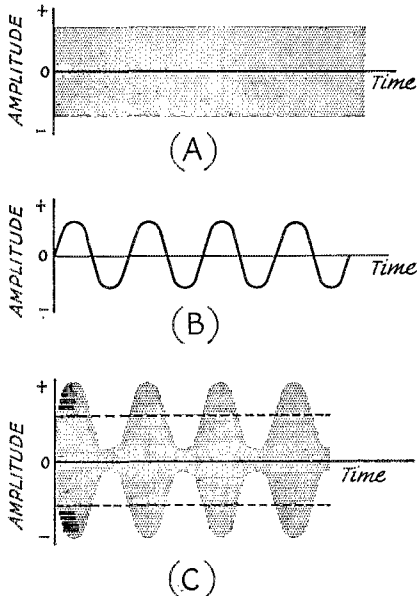 +
AMPLITUDE
0
Time
–
(A)
+
AMPLITUDE
0
Time
–
(B)
+
AMPLITUDE
0
Time
–
(C)